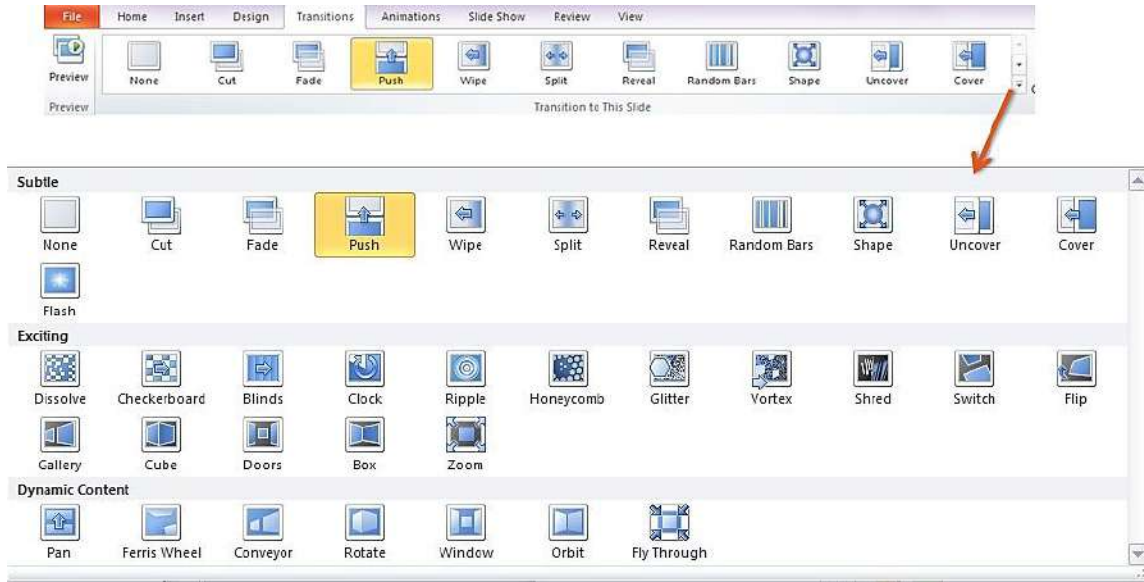 File Home Insert Design Transitions Animations Slide Show Review View
Preview None Cut Fade Push Wipe Split Reveal Random Bars Shape Uncover Cover
Preview Transition to This Slide
Subtle
None Cut Fade Push Wipe Split Reveal Random Bars Shape Uncover Cover
Flash
Exciting
Dissolve Checkerboard Blinds Clock Ripple Honeycomb Glitter Vortex Shred Switch Flip
Gallery Cube Doors Box Zoom
Dynamic Content
Pan Ferris Wheel Conveyor Rotate Window Orbit Fly Through